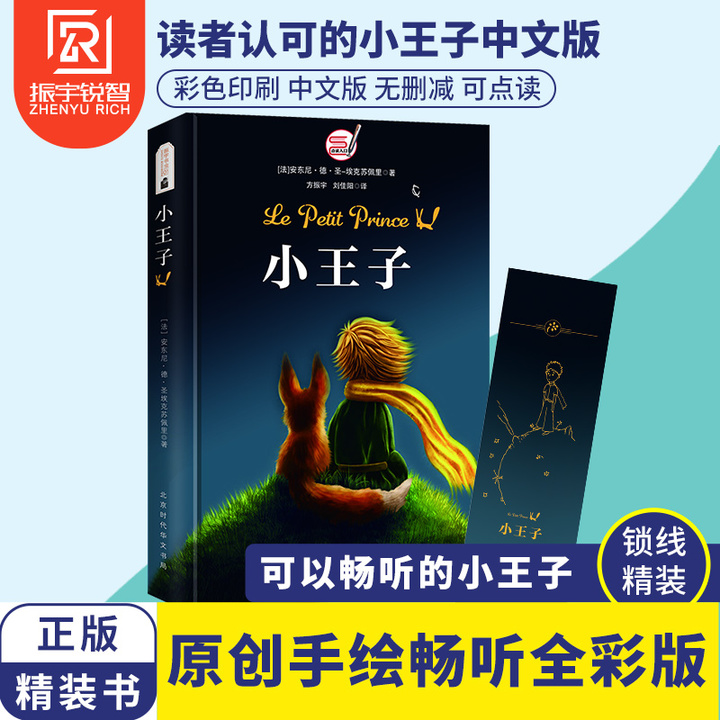 振宇锐智
ZHENYU RICH
读者认可的小王子中文版
彩色印刷 中文版 无删减 可点读
[法]安东尼·德·圣-埃克苏佩里 著
方振宇 刘佳阳 译
Le Petit Prince
小王子
小王子
[法]安东尼·德·圣埃克苏佩里 著
北京时代华文书局
小王子
可以畅听的小王子
锁线
精装
正版
精装书
原创手绘畅听全彩版